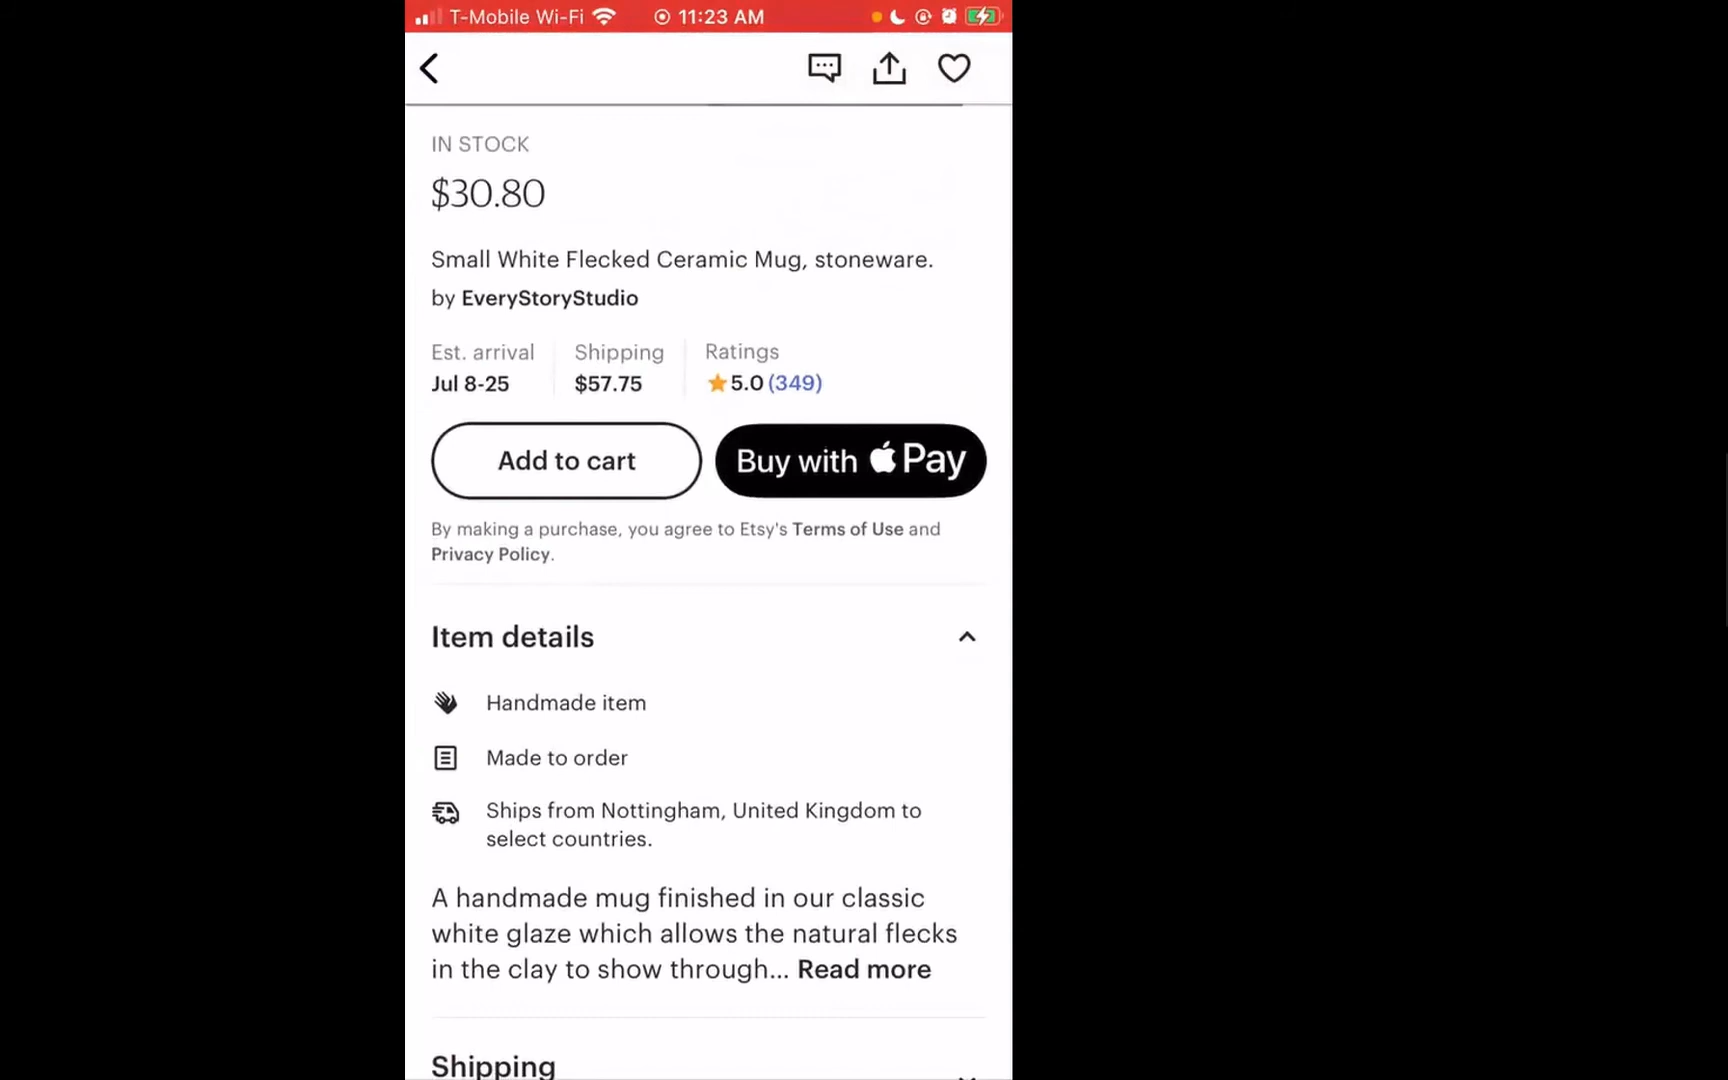 T-Mobile Wi-Fi 11:23 AM
IN STOCK
$30.80
Small White Flecked Ceramic Mug, stoneware.
by EveryStoryStudio
Est. arrival Shipping Ratings
Jul 8-25 $57.75 5.0 (349)
Add to cart Buy with Pay
By making a purchase, you agree to Etsy's Terms of Use and
Privacy Policy.
Item details
Handmade item
Made to order
Ships from Nottingham, United Kingdom to
select countries.
A handmade mug finished in our classic
white glaze which allows the natural flecks
in the clay to show through... Read more
Shipping